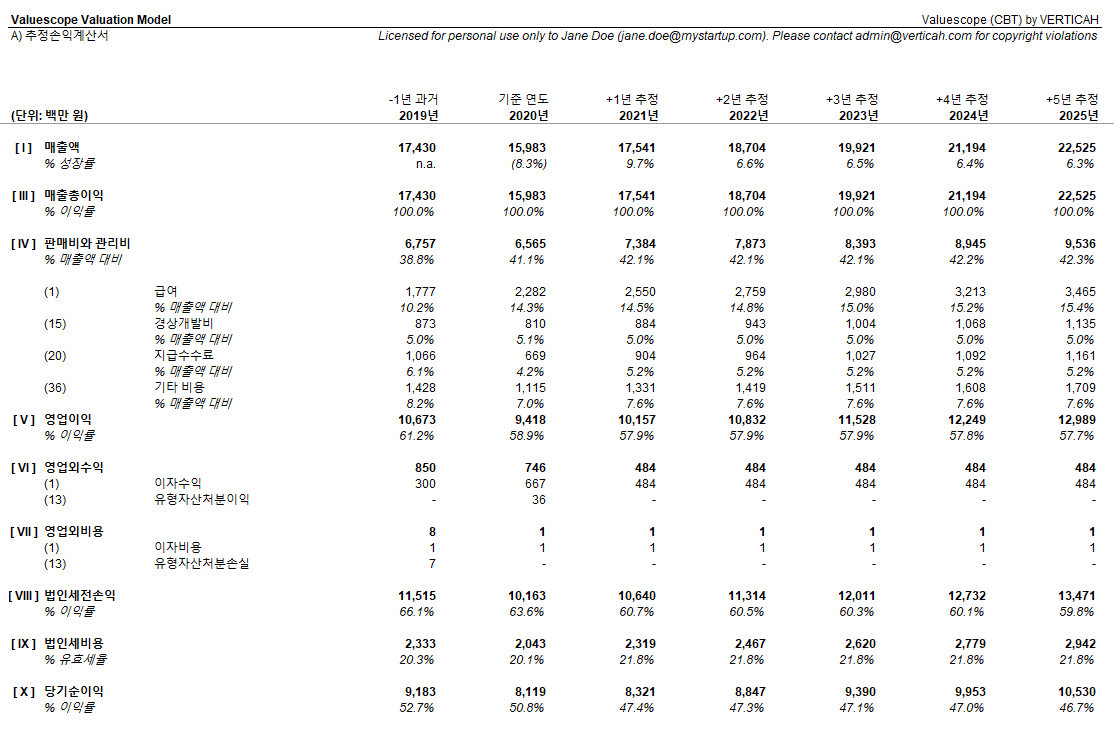 Valuescope Valuation Model Valuescope (CBT) by VERTICAH
A) 추정손익계산서 Licensed for personal use only to Jane Doe (jane.doe@mystartup.com). Please contact admin@verticah.com for copyright violations
-1년 과거 기준 연도 +1년 추정 +2년 추정 +3년 추정 +4년 추정 +5년 추정
(단위: 백만 원) 2019년 2020년 2021년 2022년 2023년 2024년 2025년
[ I ] 매출액 17,430 15,983 17,541 18,704 19,921 21,194 22,525
% 성장률 n.a. (8.3%) 9.7% 6.6% 6.5% 6.4% 6.3%
[ III ] 매출총이익 17,430 15,983 17,541 18,704 19,921 21,194 22,525
% 이익률 100.0% 100.0% 100.0% 100.0% 100.0% 100.0% 100.0%
[ IV ] 판매비와 관리비 6,757 6,565 7,384 7,873 8,393 8,945 9,536
% 매출액 대비 38.8% 41.1% 42.1% 42.1% 42.1% 42.2% 42.3%
(1) 급여 1,777 2,282 2,550 2,759 2,980 3,213 3,465
% 매출액 대비 10.2% 14.3% 14.5% 14.8% 15.0% 15.2% 15.4%
(15) 경상개발비 873 810 884 943 1,004 1,068 1,135
% 매출액 대비 5.0% 5.1% 5.0% 5.0% 5.0% 5.0% 5.0%
(20) 지급수수료 1,066 669 904 964 1,027 1,092 1,161
% 매출액 대비 6.1% 4.2% 5.2% 5.2% 5.2% 5.2% 5.2%
(36) 기타 비용 1,428 1,115 1,331 1,419 1,511 1,608 1,709
% 매출액 대비 8.2% 7.0% 7.6% 7.6% 7.6% 7.6% 7.6%
[ V ] 영업이익 10,673 9,418 10,157 10,832 11,528 12,249 12,989
% 이익률 61.2% 58.9% 57.9% 57.9% 57.9% 57.8% 57.7%
[ VI ] 영업외수익 850 746 484 484 484 484 484
(1) 이자수익 300 667 484 484 484 484 484
(13) 유형자산처분이익 - 36 - - - - -
[ VII ] 영업외비용 8 1 1 1 1 1 1
(1) 이자비용 1 1 1 1 1 1 1
(13) 유형자산처분손실 7 - - - - - -
[ VIII ] 법인세전손익 11,515 10,163 10,640 11,314 12,011 12,732 13,471
% 이익률 66.1% 63.6% 60.7% 60.5% 60.3% 60.1% 59.8%
[ IX ] 법인세비용 2,333 2,043 2,319 2,467 2,620 2,779 2,942
% 유효세율 20.3% 20.1% 21.8% 21.8% 21.8% 21.8% 21.8%
[ X ] 당기순이익 9,183 8,119 8,321 8,847 9,390 9,953 10,530
% 이익률 52.7% 50.8% 47.4% 47.3% 47.1% 47.0% 46.7%